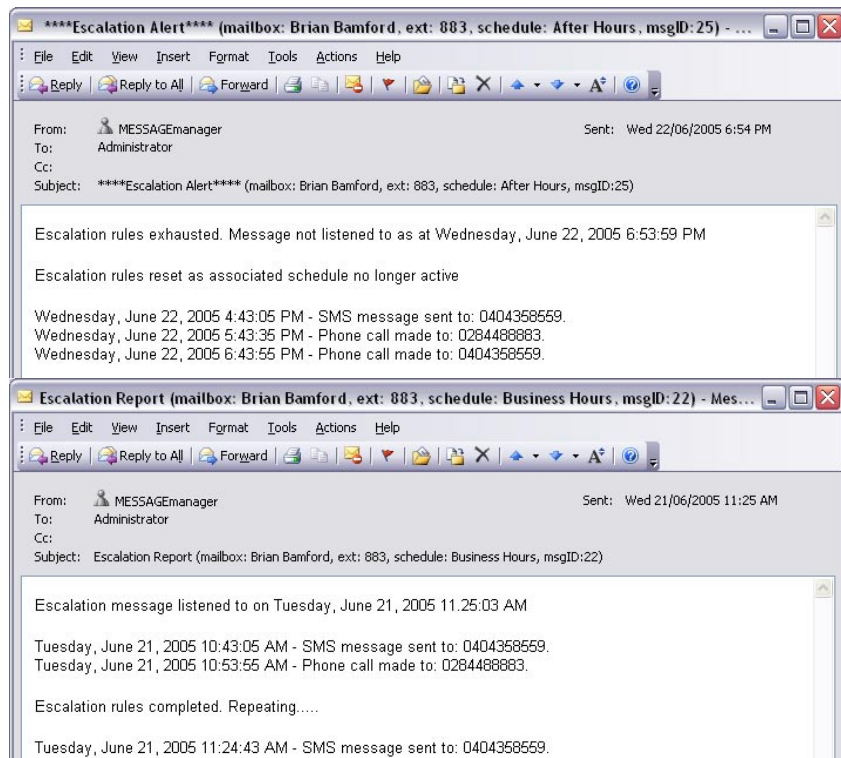 ****Escalation Alert**** (mailbox: Brian Bamford, ext: 883, schedule: After Hours, msgID:25) - ...
File Edit View Insert Format Tools Actions Help
Reply Reply to All Forward
From: MESSAGEmanager Sent: Wed 22/06/2005 6:54 PM
To: Administrator
Cc:
Subject: ****Escalation Alert**** (mailbox: Brian Bamford, ext: 883, schedule: After Hours, msgID:25)
Escalation rules exhausted. Message not listened to as at Wednesday, June 22, 2005 6:53:59 PM
Escalation rules reset as associated schedule no longer active
Wednesday, June 22, 2005 4:43:05 PM - SMS message sent to: 0404358559.
Wednesday, June 22, 2005 5:43:35 PM - Phone call made to: 0284488883.
Wednesday, June 22, 2005 6:43:55 PM - Phone call made to: 0404358559.
Escalation Report (mailbox: Brian Bamford, ext: 883, schedule: Business Hours, msgID:22) - Mes...
File Edit View Insert Format Tools Actions Help
Reply Reply to All Forward
From: MESSAGEmanager Sent: Wed 21/06/2005 11:25 AM
To: Administrator
Cc:
Subject: Escalation Report (mailbox: Brian Bamford, ext: 883, schedule: Business Hours, msgID:22)
Escalation message listened to on Tuesday, June 21, 2005 11.25:03 AM
Tuesday, June 21, 2005 10:43:05 AM - SMS message sent to: 0404358559.
Tuesday, June 21, 2005 10:53:55 AM - Phone call made to: 0284488883.
Escalation rules completed. Repeating.....
Tuesday, June 21, 2005 11:24:43 AM - SMS message sent to: 0404358559.